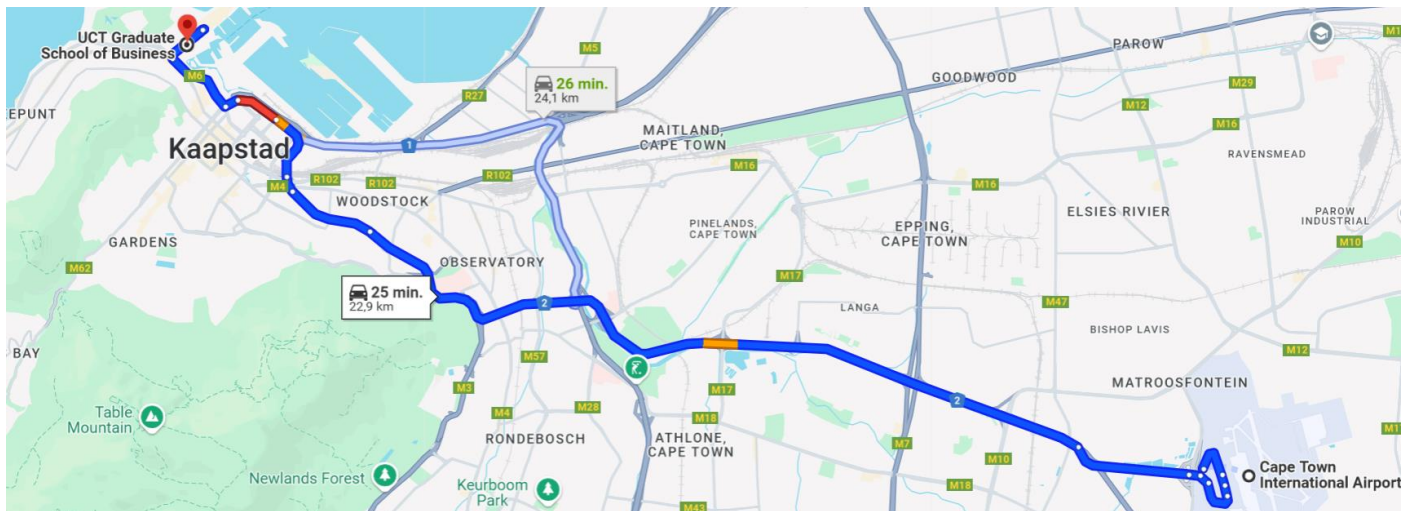 UCT Graduate
School of Business
M6
EPUNT
Kaapstad
M5
R27
26 min.
24,1 km
1
PAROW
GOODWOOD
M29
M12
M16
MAITLAND,
CAPE TOWN
M16
RAVENSMEAD
R102
R102
R102
M4
WOODSTOCK
M16
ELSIES RIVIER
PAROW
INDUSTRIAL
M10
PINELANDS,
CAPE TOWN
EPPING,
CAPE TOWN
GARDENS
M62
OBSERVATORY
25 min.
22,9 km
2
M17
LANGA
M47
BISHOP LAVIS
M12
BAY
M57
M3
M17
MATROOSFONTEIN
Table
Mountain
M4
M28
M18
2
RONDEBOSCH
ATHLONE,
CAPE TOWN
M7
M10
Newlands Forest
Keurboom
Park
M18
Cape Town
International Airport
M43